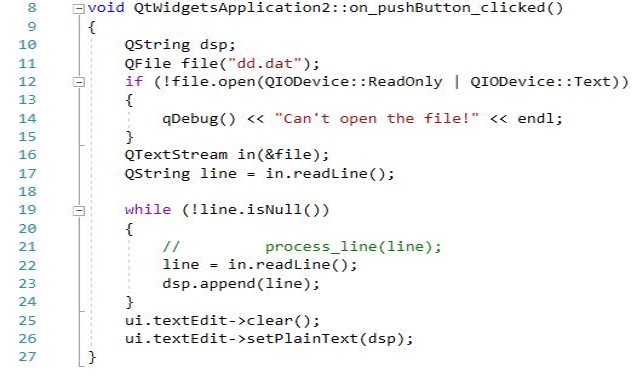 8 void QtWidgetsApplication2::on_pushButton_clicked()
9 {
10     QString dsp;
11     QFile file("dd.dat");
12     if (!file.open(QIODevice::ReadOnly | QIODevice::Text))
13     {
14         qDebug() << "Can't open the file!" << endl;
15     }
16     QTextStream in(&file);
17     QString line = in.readLine();
18
19     while (!line.isNull())
20     {
21         //         process_line(line);
22         line = in.readLine();
23         dsp.append(line);
24     }
25     ui.textEdit->clear();
26     ui.textEdit->setPlainText(dsp);
27 }